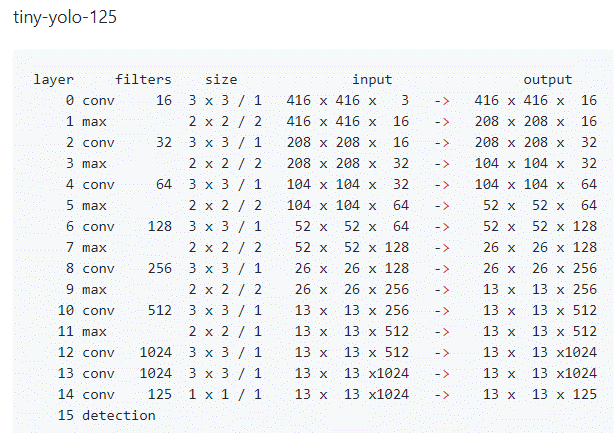 tiny-yolo-125
layer     filters    size              input                output
    0 conv     16  3 x 3 / 1   416 x 416 x   3   ->   416 x 416 x  16
    1 max          2 x 2 / 2   416 x 416 x  16   ->   208 x 208 x  16
    2 conv     32  3 x 3 / 1   208 x 208 x  16   ->   208 x 208 x  32
    3 max          2 x 2 / 2   208 x 208 x  32   ->   104 x 104 x  32
    4 conv     64  3 x 3 / 1   104 x 104 x  32   ->   104 x 104 x  64
    5 max          2 x 2 / 2   104 x 104 x  64   ->    52 x  52 x  64
    6 conv    128  3 x 3 / 1    52 x  52 x  64   ->    52 x  52 x 128
    7 max          2 x 2 / 2    52 x  52 x 128   ->    26 x  26 x 128
    8 conv    256  3 x 3 / 1    26 x  26 x 128   ->    26 x  26 x 256
    9 max          2 x 2 / 2    26 x  26 x 256   ->    13 x  13 x 256
   10 conv    512  3 x 3 / 1    13 x  13 x 256   ->    13 x  13 x 512
   11 max          2 x 2 / 1    13 x  13 x 512   ->    13 x  13 x 512
   12 conv   1024  3 x 3 / 1    13 x  13 x 512   ->    13 x  13 x1024
   13 conv   1024  3 x 3 / 1    13 x  13 x1024   ->    13 x  13 x1024
   14 conv    125  1 x 1 / 1    13 x  13 x1024   ->    13 x  13 x 125
   15 detection